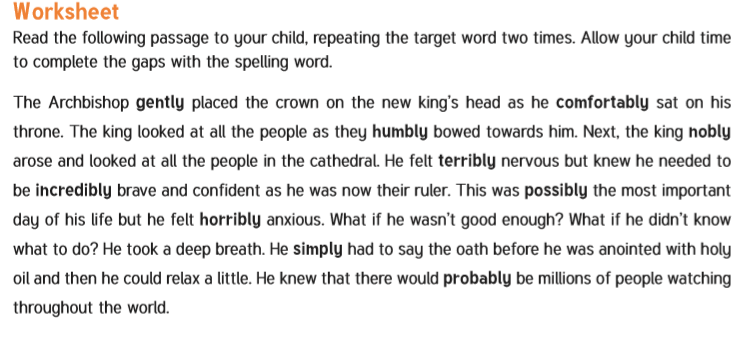 Worksheet
Read the following passage to your child, repeating the target word two times. Allow your child time
to complete the gaps with the spelling word.
The Archbishop gently placed the crown on the new king's head as he comfortably sat on his
throne. The king looked at all the people as they humbly bowed towards him. Next, the king nobly
arose and looked at all the people in the cathedral. He felt terribly nervous but knew he needed to
be incredibly brave and confident as he was now their ruler. This was possibly the most important
day of his life but he felt horribly anxious. What if he wasn't good enough? What if he didn't know
what to do? He took a deep breath. He simply had to say the oath before he was anointed with holy
oil and then he could relax a little. He knew that there would probably be millions of people watching
throughout the world.